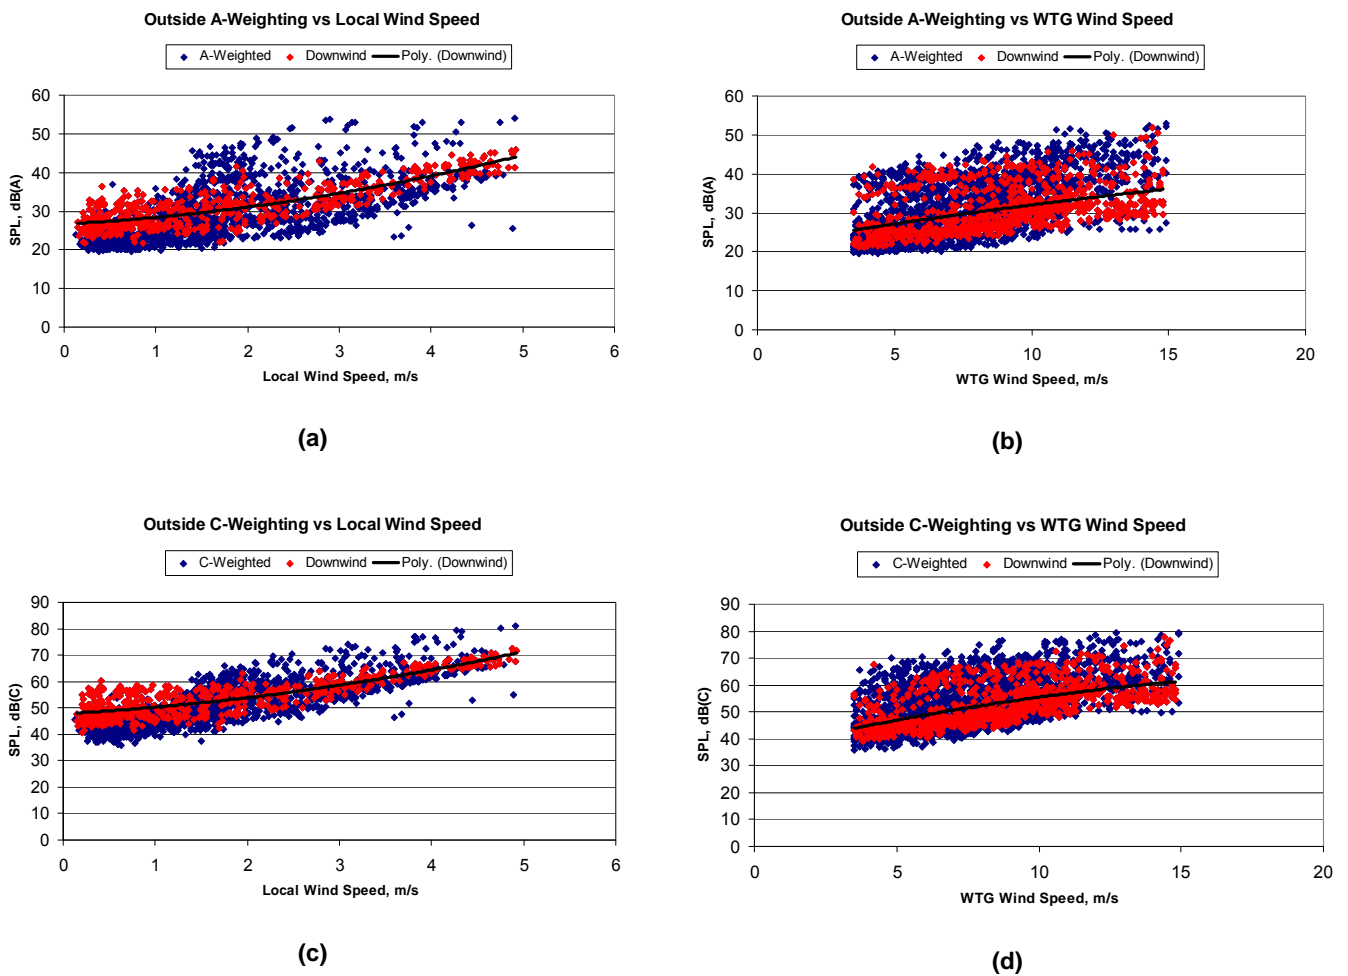 Outside A-Weighting vs Local Wind Speed
A-Weighted Downwind Poly. (Downwind)
SPL, dB(A)
60
50
40
30
20
10
0
0 1 2 3 4 5 6
Local Wind Speed, m/s
(a)
Outside A-Weighting vs WTG Wind Speed
A-Weighted Downwind Poly. (Downwind)
SPL, dB(A)
60
50
40
30
20
10
0
0 5 10 15 20
WTG Wind Speed, m/s
(b)
Outside C-Weighting vs Local Wind Speed
C-Weighted Downwind Poly. (Downwind)
SPL, dB(C)
90
80
70
60
50
40
30
20
10
0
0 1 2 3 4 5 6
Local Wind Speed, m/s
(c)
Outside C-Weighting vs WTG Wind Speed
C-Weighted Downwind Poly. (Downwind)
SPL, dB(C)
90
80
70
60
50
40
30
20
10
0
0 5 10 15 20
WTG Wind Speed, m/s
(d)